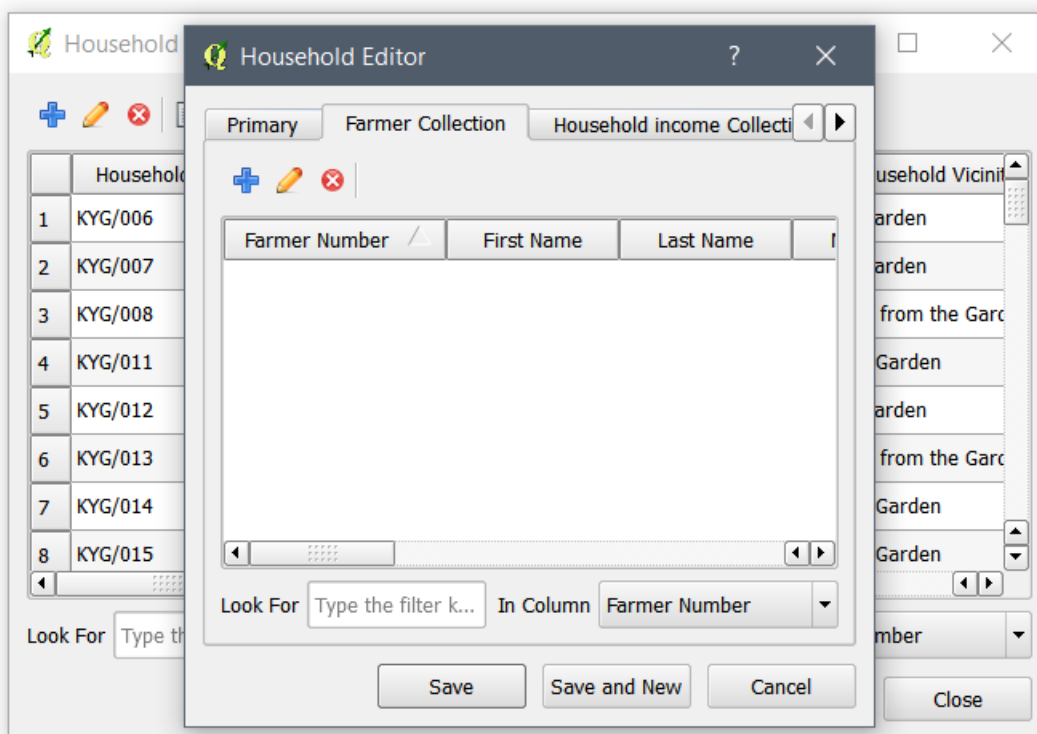 Household
Household Editor
?
Primary
Farmer Collection
Household income Collecti
Household
usehold Vicinit
1
KYG/006
arden
2
KYG/007
arden
3
KYG/008
from the Gard
4
KYG/011
Garden
5
KYG/012
arden
6
KYG/013
from the Gard
7
KYG/014
Garden
8
KYG/015
Garden
Farmer Number
First Name
Last Name
Look For
Type the filter k...
In Column
Farmer Number
Look For
Type th
mber
Save
Save and New
Cancel
Close